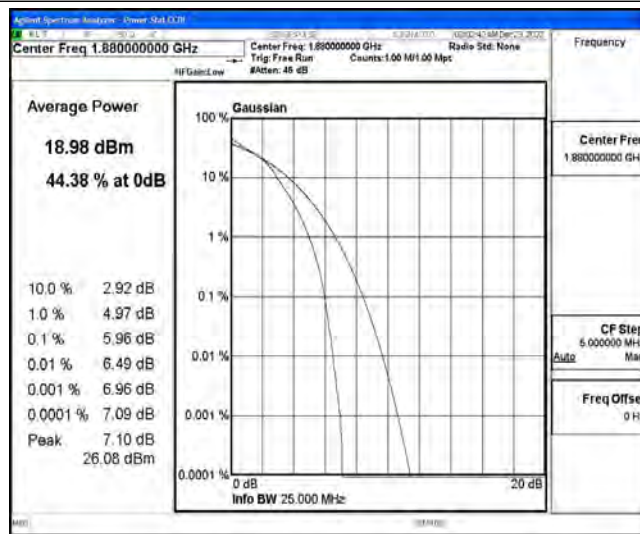 Agilent Spectrum Analyzer - Power Stat CCDF
Center Freq 1.880000000 GHz
Center Freq: 1.880000000 GHz
Radio Std: None
Trig: Free Run
Counts:1.00 M/1.00 Mpt
#IFGain:Low
#Atten: 46 dB
Average Power
18.98 dBm
44.38 % at 0dB
10.0 % 2.92 dB
1.0 % 4.97 dB
0.1 % 5.96 dB
0.01 % 6.49 dB
0.001 % 6.96 dB
0.0001 % 7.09 dB
Peak 7.10 dB
26.08 dBm
Gaussian
100 %
10 %
1 %
0.1 %
0.01 %
0.001 %
0.0001 %
0 dB
20 dB
Info BW 25.000 MHz
Frequency
Center Fre
1.880000000 GH
CF Step
5.000000 MH
Auto Ma
Freq Offse
0 H
MSG
STATUS